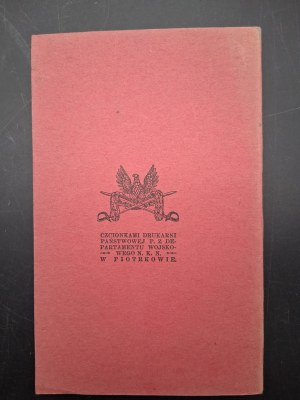 CZCIONKAMI DRUKARNI
PAŃSTWOWEJ P. Z DE-
PARTAMENTU WOJSKO-
WEGO N. K. N.
W PIOTRKOWIE